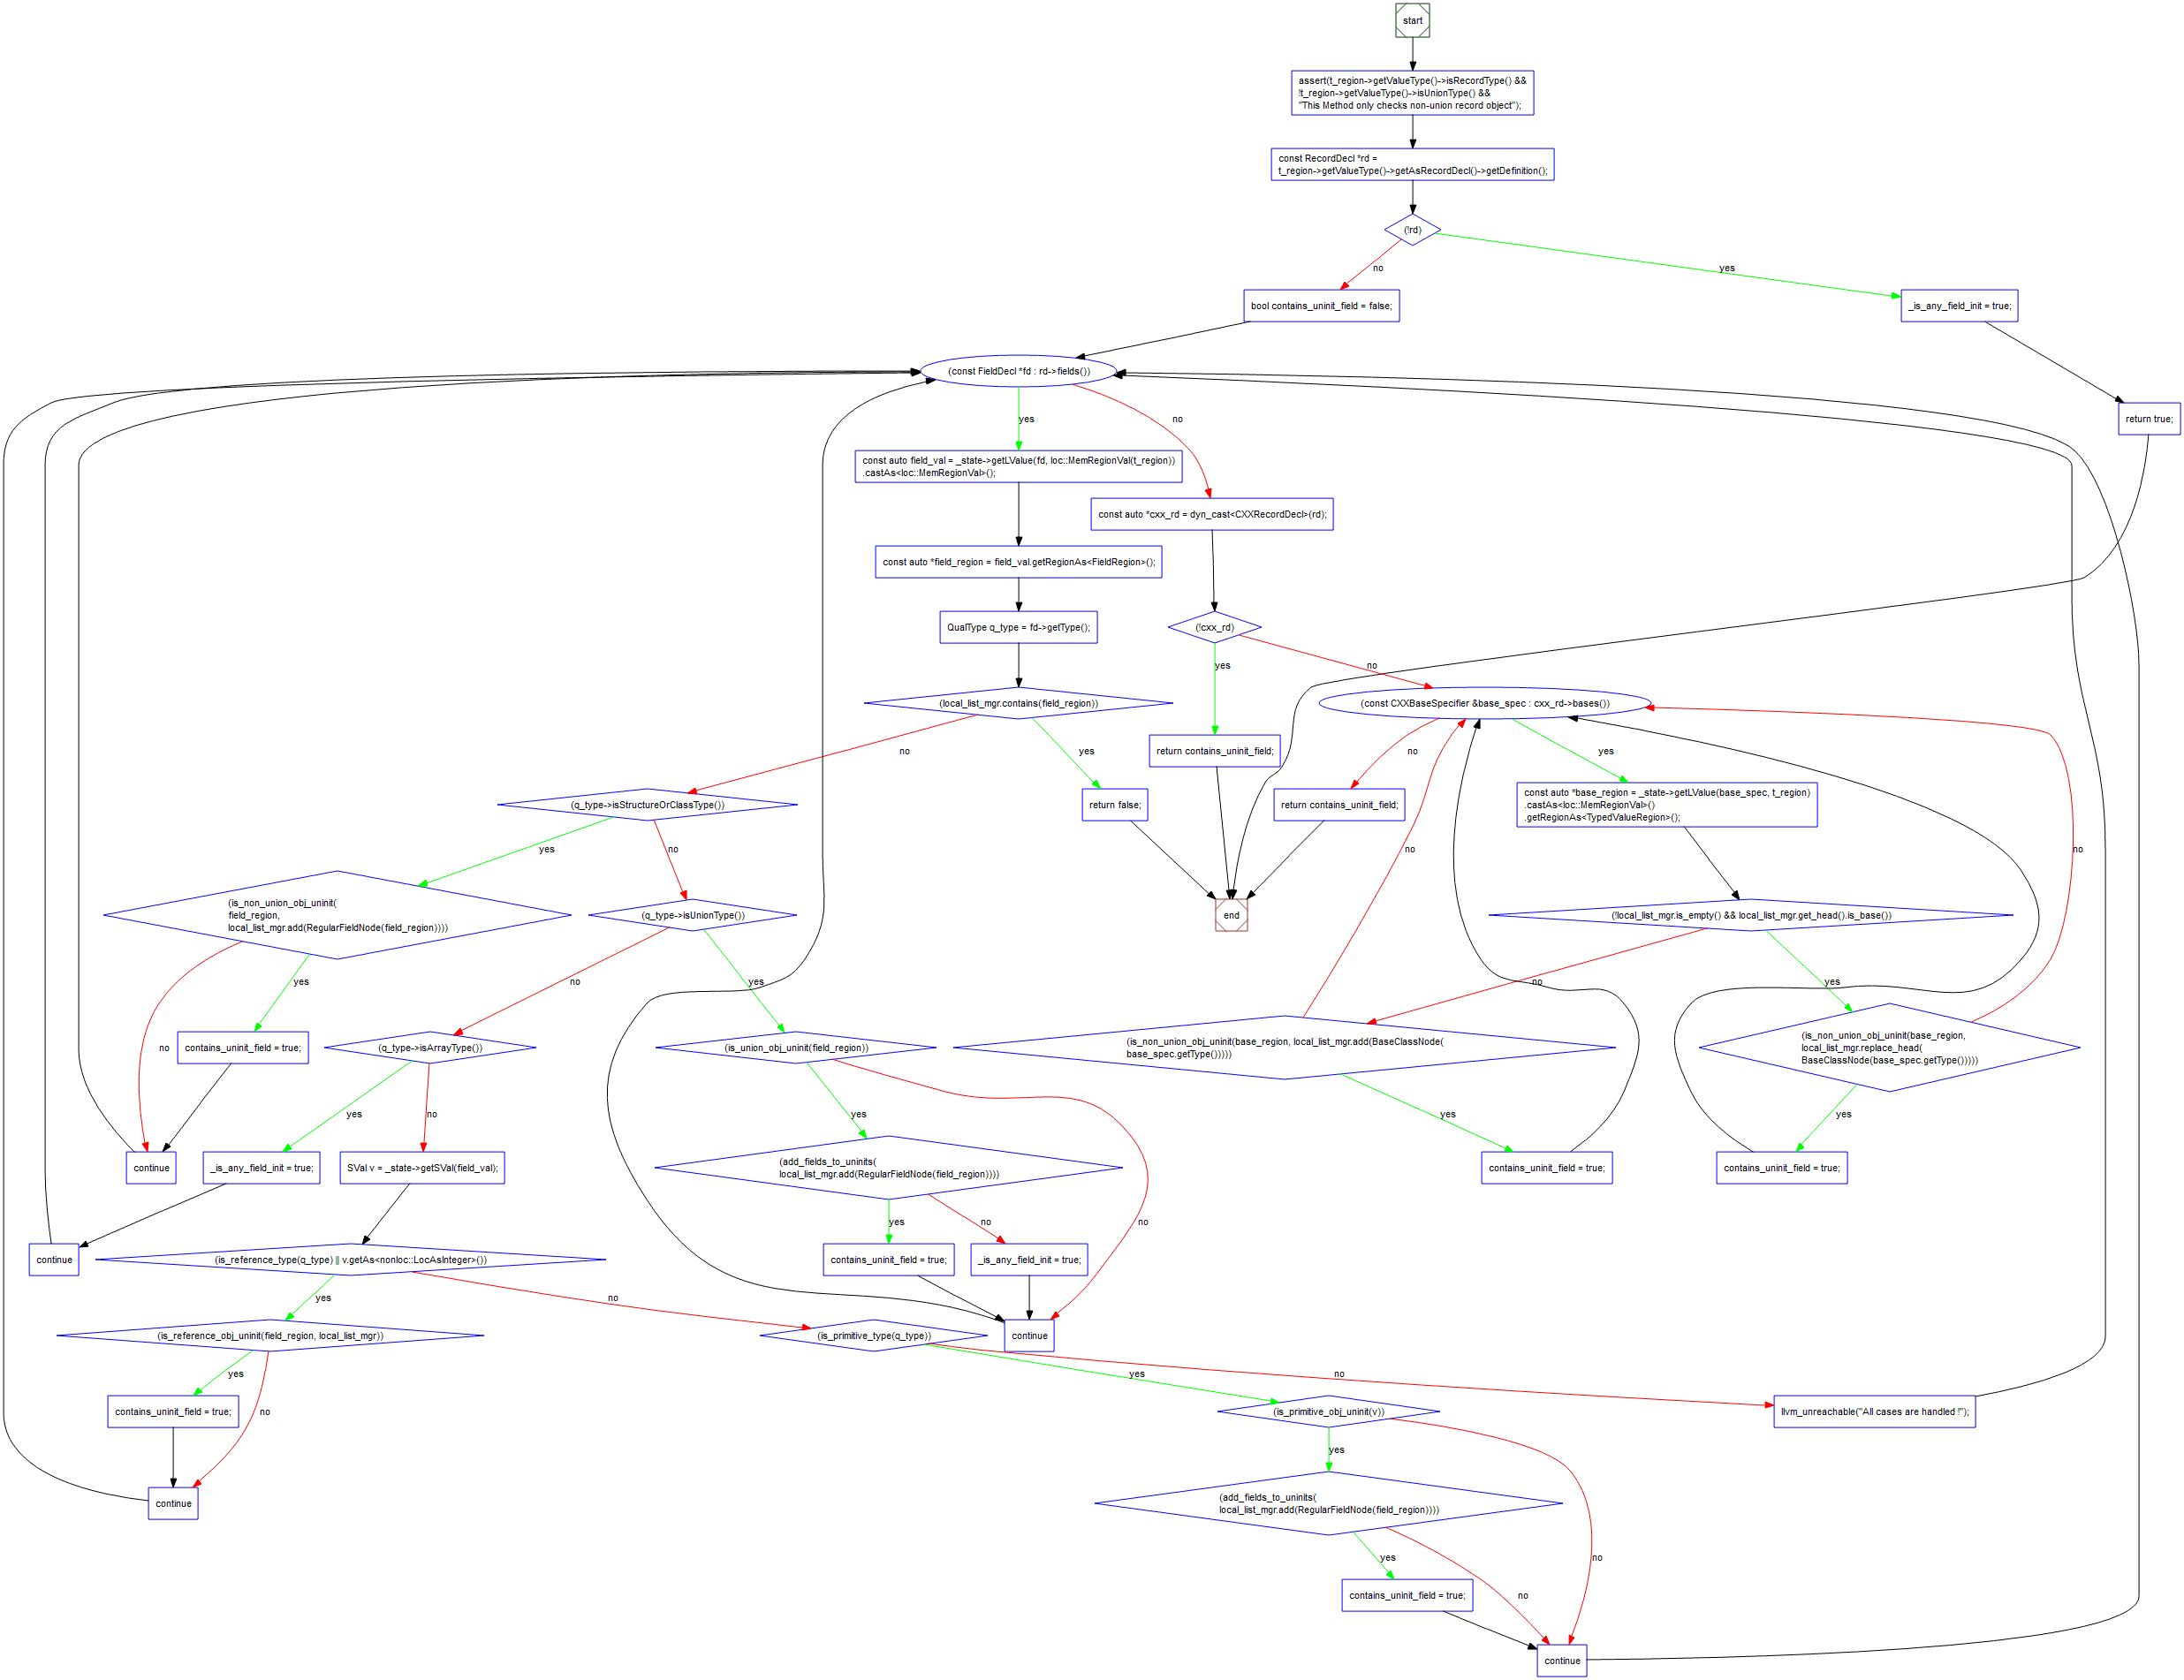 start
assert(t_region->getValueType()->isRecordType() &&
!t_region->getValueType()->isUnionType() &&
"This Method only checks non-union record object");
const RecordDecl *rd =
t_region->getValueType()->getAsRecordDecl()->getDefinition();
(!rd)
no
yes
bool contains_uninit_field = false;
_is_any_field_init = true;
(const FieldDecl *fd : rd->fields())
yes
no
return true;
const auto field_val = _state->getLValue(fd, loc::MemRegionVal(t_region))
.castAs<loc::MemRegionVal>();
const auto *cxx_rd = dyn_cast<CXXRecordDecl>(rd);
const auto *field_region = field_val.getRegionAs<FieldRegion>();
QualType q_type = fd->getType();
(!cxx_rd)
yes
no
(local_list_mgr.contains(field_region))
(const CXXBaseSpecifier &base_spec : cxx_rd->bases())
no
yes
return contains_uninit_field;
no
yes
(q_type->isStructureOrClassType())
return false;
return contains_uninit_field;
const auto *base_region = _state->getLValue(base_spec, t_region)
.castAs<loc::MemRegionVal>()
.getRegionAs<TypedValueRegion>();
yes
no
no
no
(is_non_union_obj_uninit(
field_region,
local_list_mgr.add(RegularFieldNode(field_region))))
(q_type->isUnionType())
end
(!local_list_mgr.is_empty() && local_list_mgr.get_head().is_base())
yes
no
yes
no
yes
no
contains_uninit_field = true;
(q_type->isArrayType())
(is_union_obj_uninit(field_region))
(is_non_union_obj_uninit(base_region, local_list_mgr.add(BaseClassNode(
base_spec.getType()))))
(is_non_union_obj_uninit(base_region,
local_list_mgr.replace_head(
BaseClassNode(base_spec.getType()))))
yes
no
yes
yes
yes
continue
_is_any_field_init = true;
SVal v = _state->getSVal(field_val);
(add_fields_to_uninits(
local_list_mgr.add(RegularFieldNode(field_region))))
contains_uninit_field = true;
contains_uninit_field = true;
yes
no
no
continue
(is_reference_type(q_type) || v.getAs<nonloc::LocAsInteger>())
contains_uninit_field = true;
_is_any_field_init = true;
yes
no
(is_reference_obj_uninit(field_region, local_list_mgr))
(is_primitive_type(q_type))
continue
yes
yes
no
contains_uninit_field = true;
no
(is_primitive_obj_uninit(v))
llvm_unreachable("All cases are handled !");
yes
continue
(add_fields_to_uninits(
local_list_mgr.add(RegularFieldNode(field_region))))
yes
no
no
contains_uninit_field = true;
continue